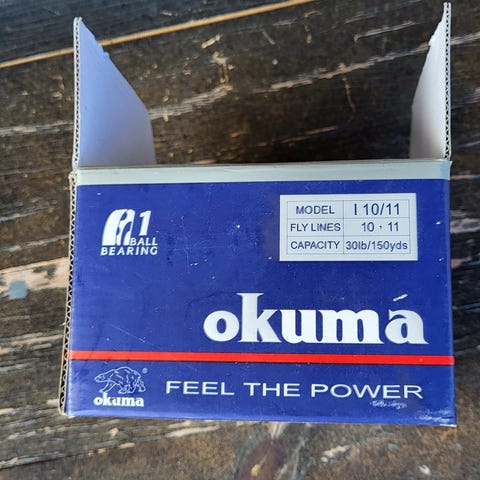 1
BALL
BEARING
MODEL I 10/11
FLY LINES 10 · 11
CAPACITY 30lb/150yds
okuma
®
okuma
FEEL THE POWER